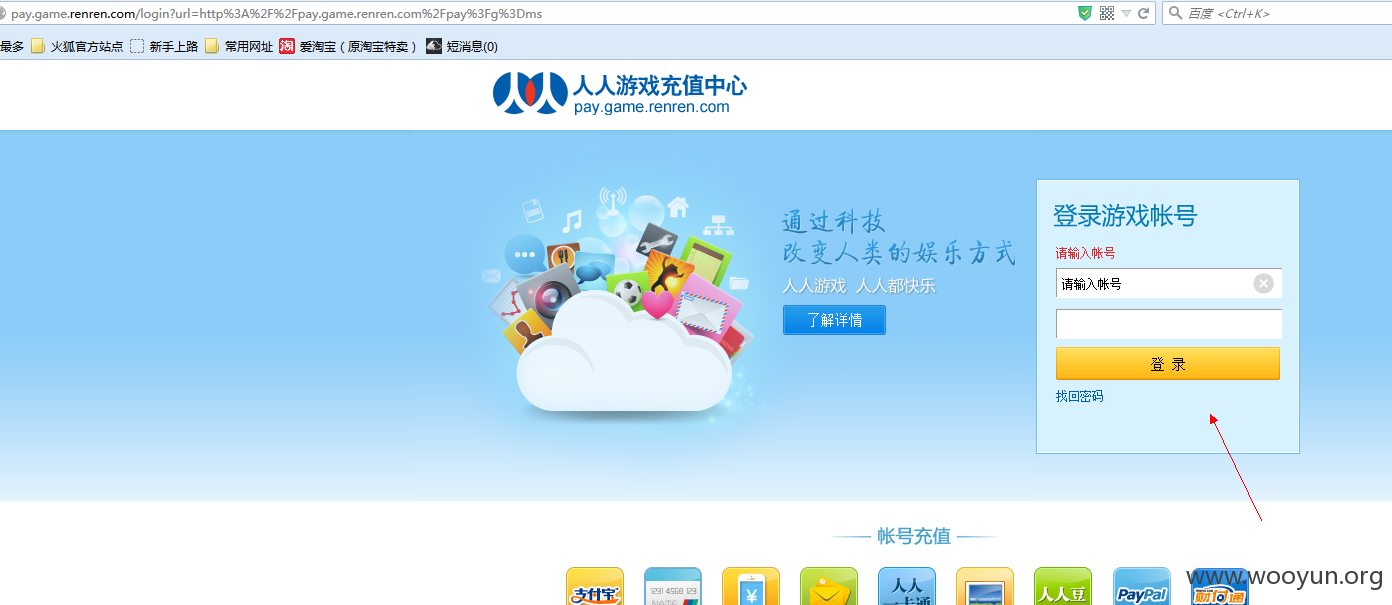 pay.game.renren.com/login?url=http%3A%2F%2Fpay.game.renren.com%2Fpay%3Fg%3Dms
百度 <Ctrl+K>
最多 火狐官方站点 新手上路 常用网址 淘 爱淘宝（原淘宝特卖） 短消息(0)
人人游戏充值中心
pay.game.renren.com
通过科技
改变人类的娱乐方式
人人游戏 人人都快乐
了解详情
登录游戏帐号
请输入帐号
请输入帐号
登 录
找回密码
帐号充值
支付宝
1231 4568 123
NAME
¥
人人
一卡通
人人豆
PayPal
财付通
www.wooyun.org